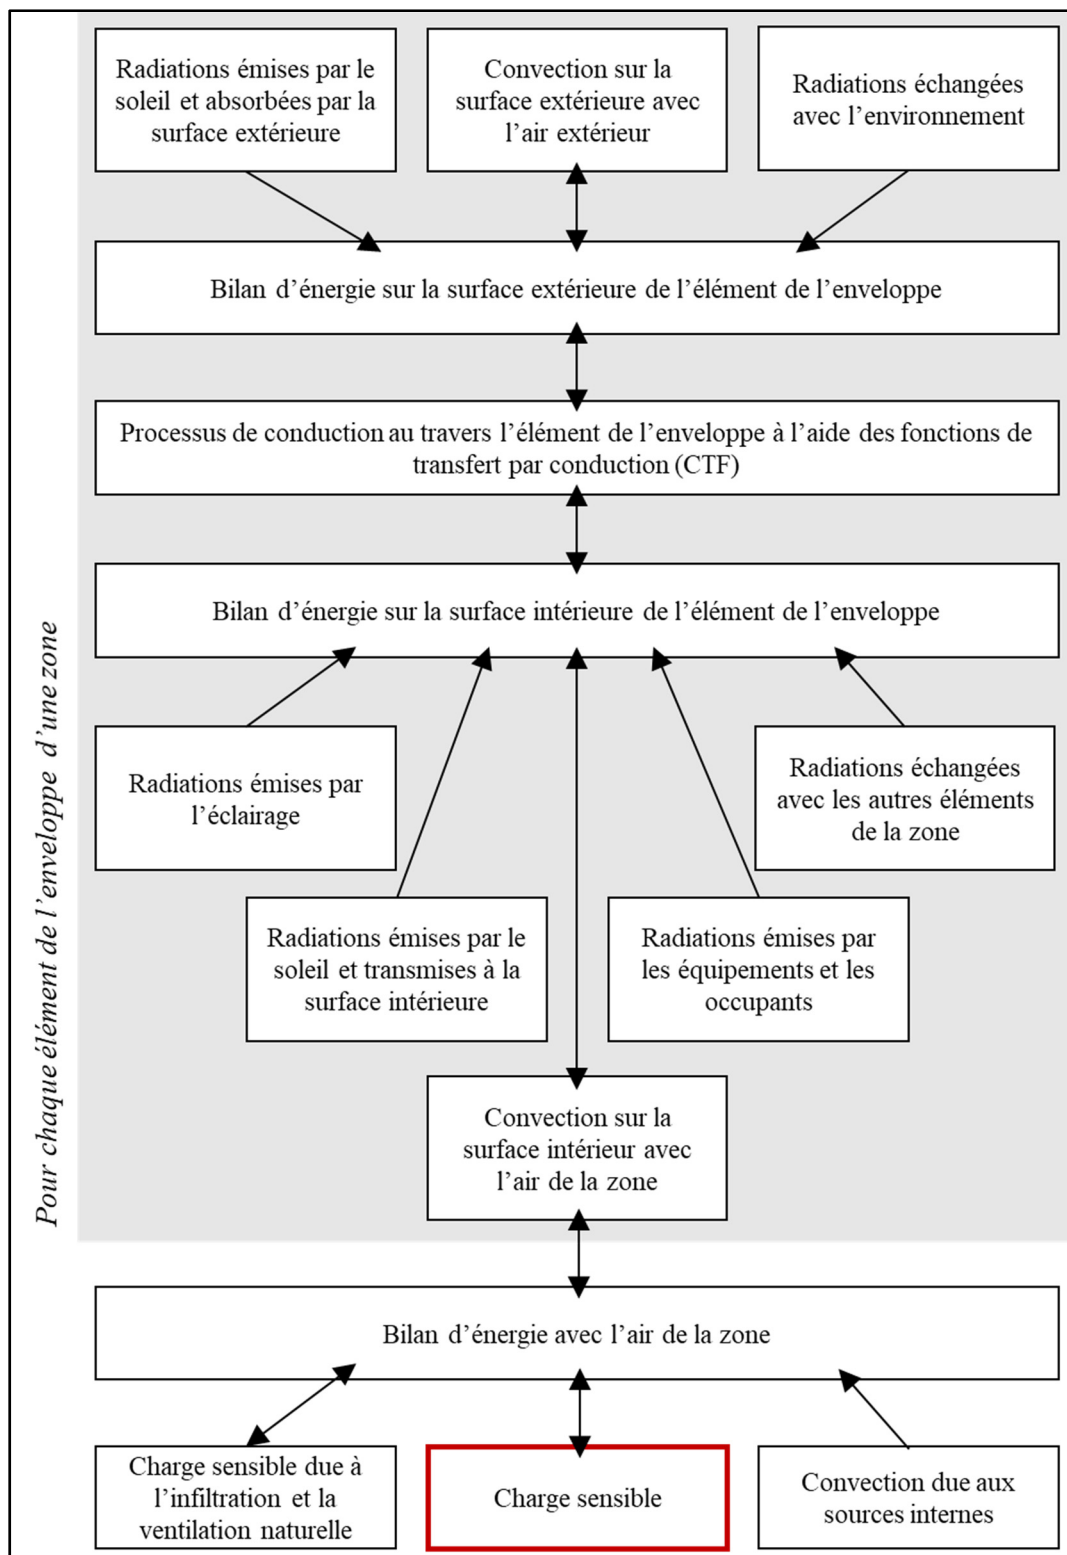 Radiations émises par le
soleil et absorbées par la
surface extérieure
Convection sur la
surface extérieure avec
l’air extérieur
Radiations échangées
avec l’environnement
Bilan d’énergie sur la surface extérieure de l’élément de l’enveloppe
Processus de conduction au travers l’élément de l’enveloppe à l’aide des fonctions de
transfert par conduction (CTF)
Bilan d’énergie sur la surface intérieure de l’élément de l’enveloppe
Radiations émises par
l’éclairage
Radiations échangées
avec les autres éléments
de la zone
Radiations émises par le
soleil et transmises à la
surface intérieure
Radiations émises par
les équipements et les
occupants
Convection sur la
surface intérieur avec
l’air de la zone
Pour chaque élément de l’enveloppe d’une zone
Bilan d’énergie avec l’air de la zone
Charge sensible due à
l’infiltration et la
ventilation naturelle
Charge sensible
Convection due aux
sources internes